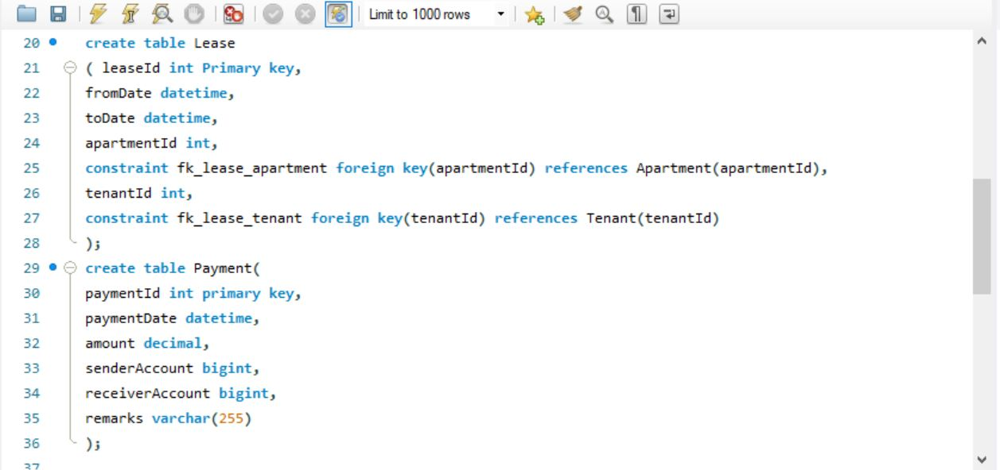 Limit to 1000 rows
20 create table Lease
21 ( leaseId int Primary key,
22 fromDate datetime,
23 toDate datetime,
24 apartmentId int,
25 constraint fk_lease_apartment foreign key(apartmentId) references Apartment(apartmentId),
26 tenantId int,
27 constraint fk_lease_tenant foreign key(tenantId) references Tenant(tenantId)
28 );
29 create table Payment(
30 paymentId int primary key,
31 paymentDate datetime,
32 amount decimal,
33 senderAccount bigint,
34 receiverAccount bigint,
35 remarks varchar(255)
36 );
37